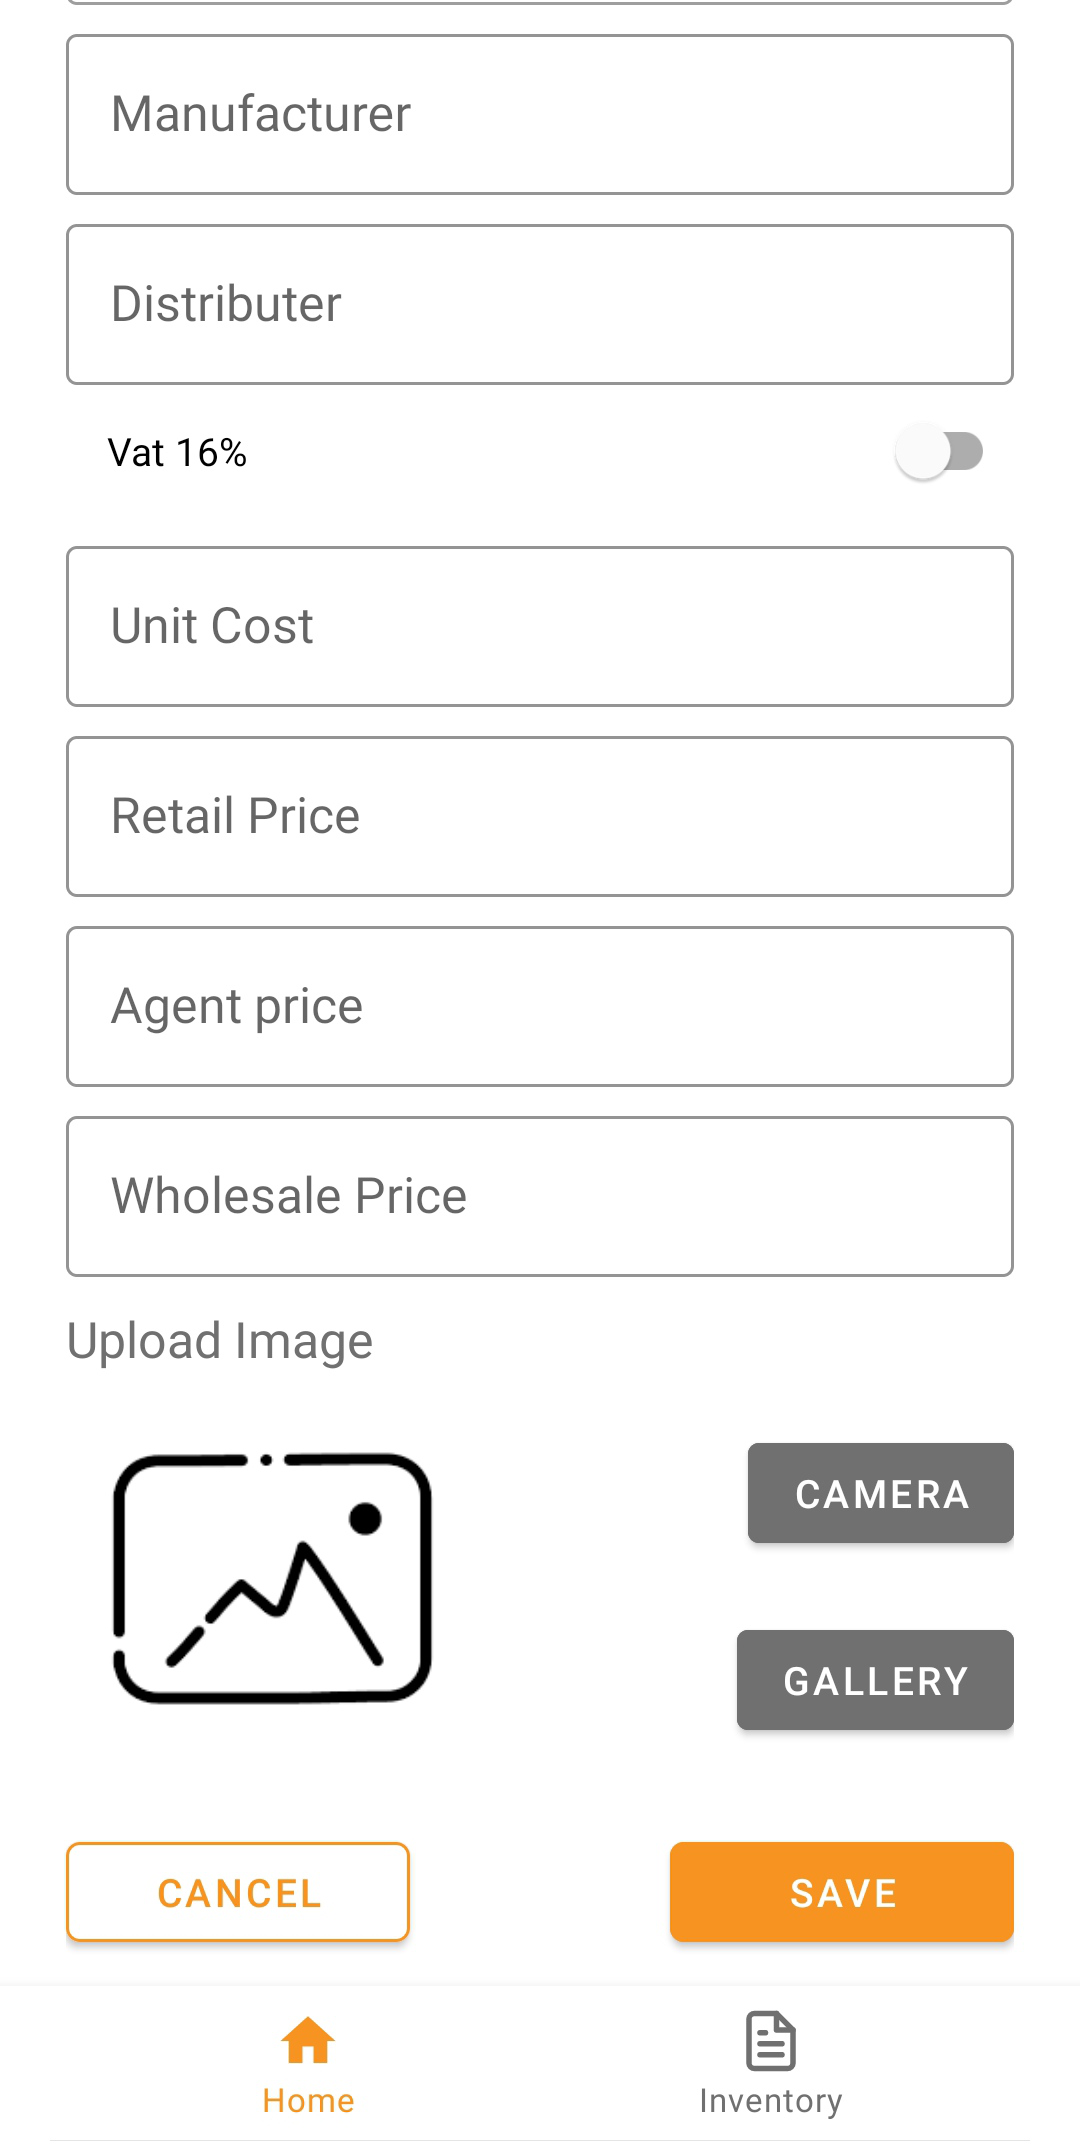 Manufacturer
Distributer
Vat 16%
Unit Cost
Retail Price
Agent price
Wholesale Price
Upload Image
CAMERA
GALLERY
CANCEL
SAVE
Home
Inventory